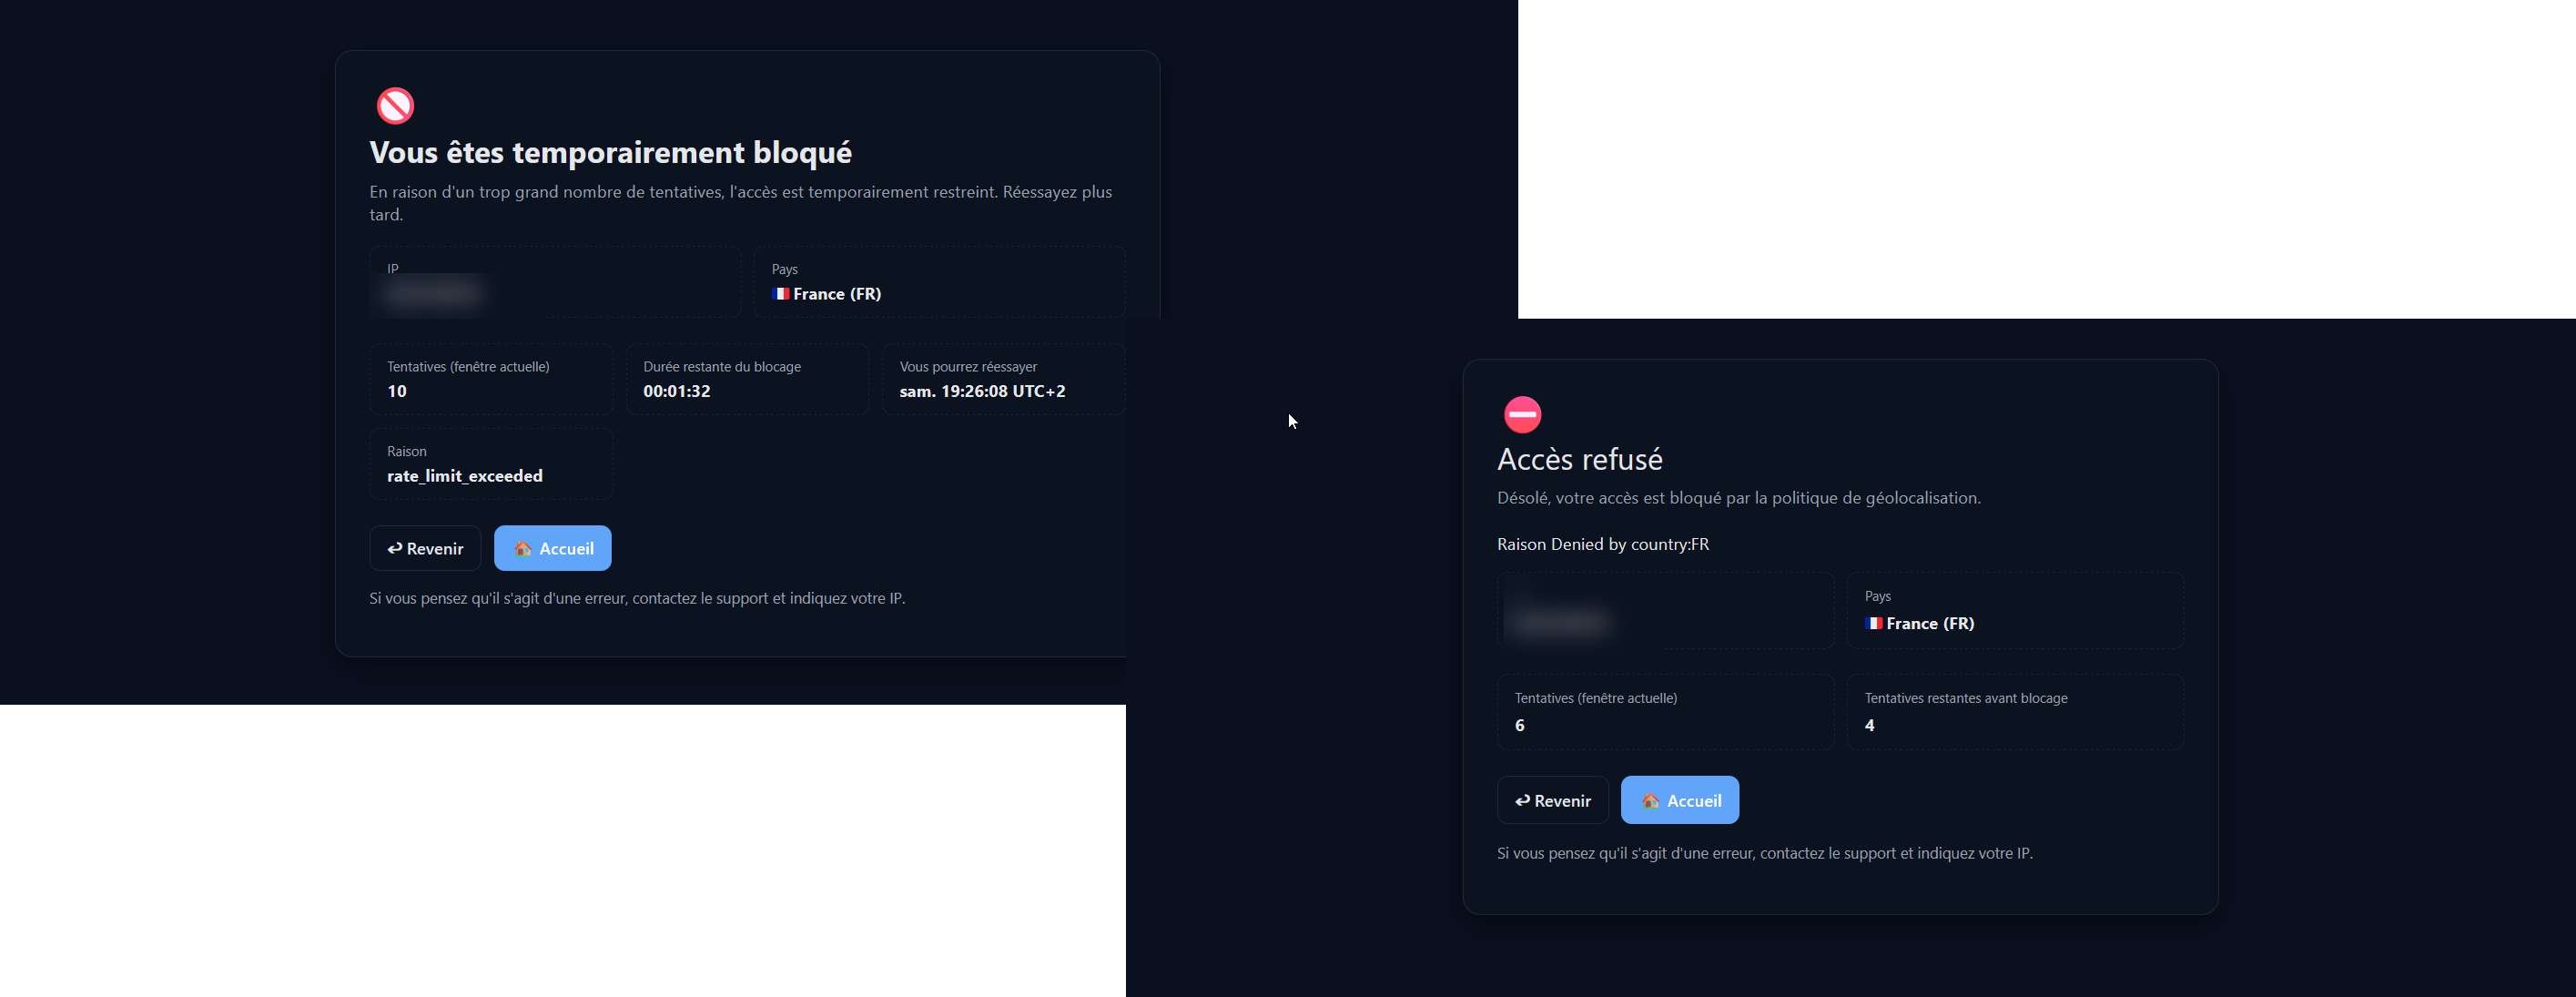 Vous êtes temporairement bloqué
En raison d'un trop grand nombre de tentatives, l'accès est temporairement restreint. Réessayez plus
tard.
IP
Pays
France (FR)
Tentatives (fenêtre actuelle)
10
Durée restante du blocage
00:01:32
Vous pourrez réessayer
sam. 19:26:08 UTC+2
Raison
rate_limit_exceeded
Revenir
Accueil
Si vous pensez qu'il s'agit d'une erreur, contactez le support et indiquez votre IP.
Accès refusé
Désolé, votre accès est bloqué par la politique de géolocalisation.
Raison Denied by country:FR
Pays
France (FR)
Tentatives (fenêtre actuelle)
6
Tentatives restantes avant blocage
4
Revenir
Accueil
Si vous pensez qu'il s'agit d'une erreur, contactez le support et indiquez votre IP.